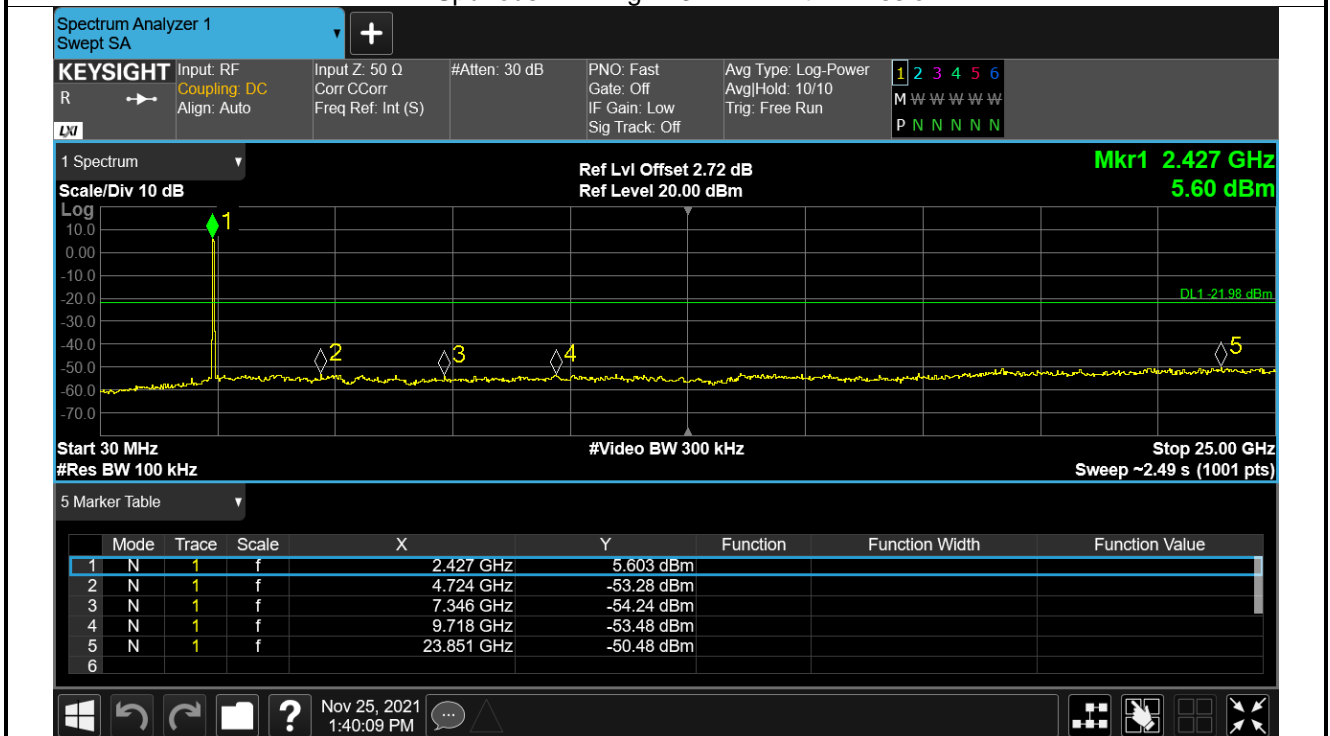 Spectrum Analyzer 1
Swept SA
+
KEYSIGHT Input: RF Input Z: 50 Ω #Atten: 30 dB PNO: Fast Avg Type: Log-Power 1 2 3 4 5 6
R Coupling: DC Corr CCorr Gate: Off Avg|Hold: 10/10 M W W W W W
Align: Auto Freq Ref: Int (S) IF Gain: Low Trig: Free Run
LXI Sig Track: Off P N N N N N
1 Spectrum Ref Lvl Offset 2.72 dB Mkr1 2.427 GHz
Scale/Div 10 dB Ref Level 20.00 dBm 5.60 dBm
Log
1
10.0
0.00
-10.0
-20.0 DL1 -21.98 dBm
-30.0
-40.0
2 3 4 5
-50.0
-60.0
-70.0
Start 30 MHz #Video BW 300 kHz Stop 25.00 GHz
#Res BW 100 kHz Sweep ~2.49 s (1001 pts)
5 Marker Table
Mode Trace Scale X Y Function Function Width Function Value
1 N 1 f 2.427 GHz 5.603 dBm
2 N 1 f 4.724 GHz -53.28 dBm
3 N 1 f 7.346 GHz -54.24 dBm
4 N 1 f 9.718 GHz -53.48 dBm
5 N 1 f 23.851 GHz -50.48 dBm
6
? Nov 25, 2021
1:40:09 PM